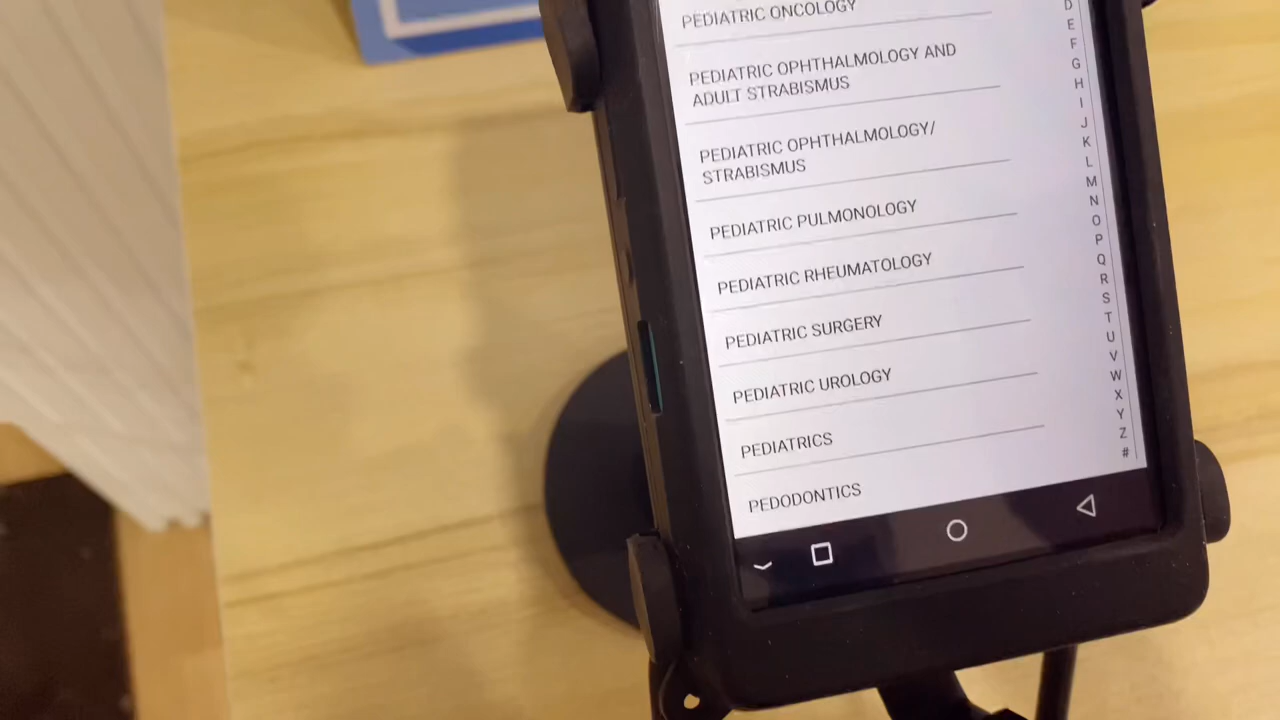 PEDIATRIC ONCOLOGY
PEDIATRIC OPHTHALMOLOGY AND
ADULT STRABISMUS
PEDIATRIC OPHTHALMOLOGY/
STRABISMUS
PEDIATRIC PULMONOLOGY
PEDIATRIC RHEUMATOLOGY
PEDIATRIC SURGERY
PEDIATRIC UROLOGY
PEDIATRICS
PEDODONTICS
D
E
F
G
H
I
J
K
L
M
N
O
P
Q
R
S
T
U
V
W
X
Y
Z
#